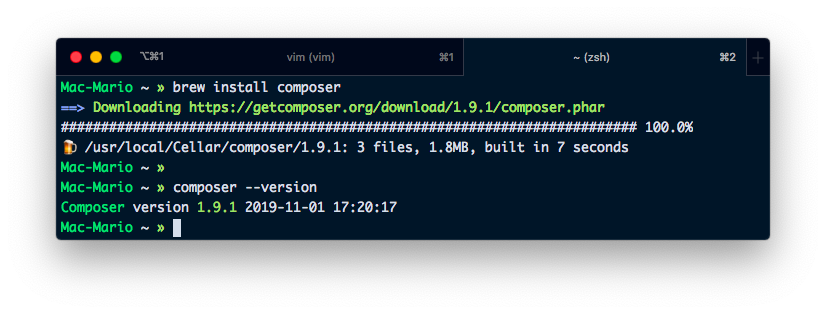 ⌥⌘1 vim (vim) ⌘1 ~ (zsh) ⌘2 +
Mac-Mario ~ » brew install composer
==> Downloading https://getcomposer.org/download/1.9.1/composer.phar
######################################################################## 100.0%
🍺 /usr/local/Cellar/composer/1.9.1: 3 files, 1.8MB, built in 7 seconds
Mac-Mario ~ »
Mac-Mario ~ » composer --version
Composer version 1.9.1 2019-11-01 17:20:17
Mac-Mario ~ »